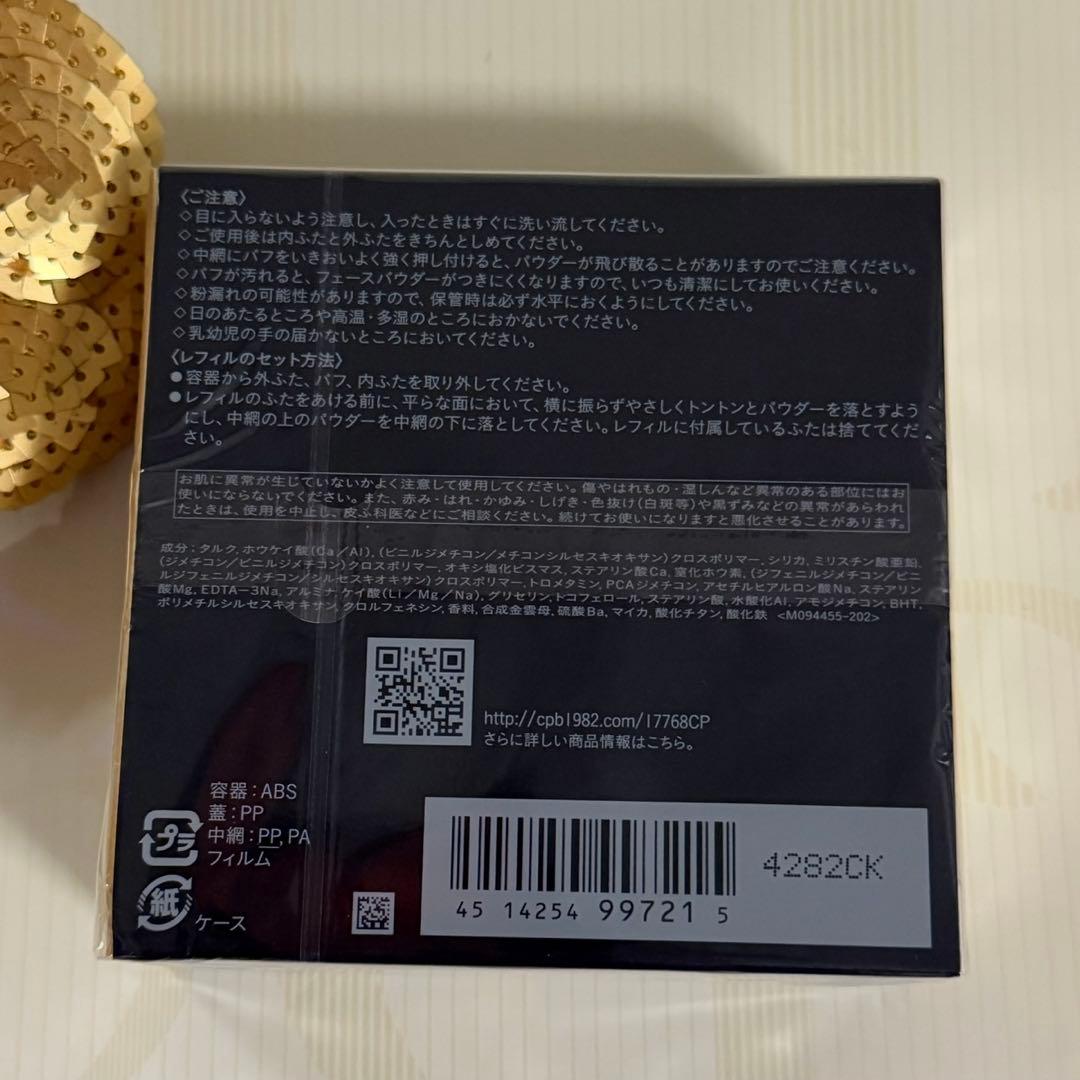 〈ご注意〉
◇目に入らないよう注意し、入ったときはすぐに洗い流してください。
◇ご使用後は内ふたと外ふたをきちんとしめてください。
◇中網にパフをいきおいよく強く押し付けると、パウダーが飛び散ることがありますのでご注意ください。
◇パフが汚れると、フェースパウダーがつきにくくなりますので、いつも清潔にしてお使いください。
◇粉漏れの可能性がありますので、保管時は必ず水平におくようにしてください。
◇日のあたるところや高温・多湿のところにおかないでください。
◇乳幼児の手の届かないところにおいてください。
〈レフィルのセット方法〉
●容器から外ふた、パフ、内ふたを取り外してください。
●レフィルのふたをあける前に、平らな面において、横に振らずやさしくトントンとパウダーを落とすよう
にし、中網の上のパウダーを中網の下に落としてください。レフィルに付属しているふたは捨ててくだ
さい。
お肌に異常が生じていないかよく注意して使用してください。傷やはれもの・湿しんなど異常のある部位にはお
使いにならないでください。また、赤み・はれ・かゆみ・しげき・色抜け(白斑等)や黒ずみなどの異常があらわれ
たときは、使用を中止し、皮ふ科医などにご相談ください。続けてお使いになりますと悪化させることがあります。
成分：タルク, ホウケイ酸(Ca／Al), (ビニルジメチコン／メチコンシルセスキオキサン)クロスポリマー, シリカ, ミリスチン酸亜鉛,
(ジメチコン／ビニルジメチコン)クロスポリマー, オキシ塩化ビスマス, ステアリン酸Ca, 窒化ホウ素, (ジフェニルジメチコン／ビニ
ルジフェニルジメチコン／シルセスキオキサン)クロスポリマー, トロメタミン, PCAジメチコン, アセチルヒアルロン酸Na, ステアリン
酸Mg, EDTA−3Na, アルミナ, ケイ酸(Li／Mg／Na), グリセリン, トコフェロール, ステアリン酸, 水酸化Al, アモジメチコン, BHT,
ポリメチルシルセスキオキサン, クロルフェネシン, 香料, 合成金雲母, 硫酸Ba, マイカ, 酸化チタン, 酸化鉄 <M094455-202>
http://cpb1982.com/17768CP
さらに詳しい商品情報はこちら。
容器：ABS
蓋：PP
中網：PP, PA
フィルム
プラ
紙
ケース
4282CK
45 14254 99721 5